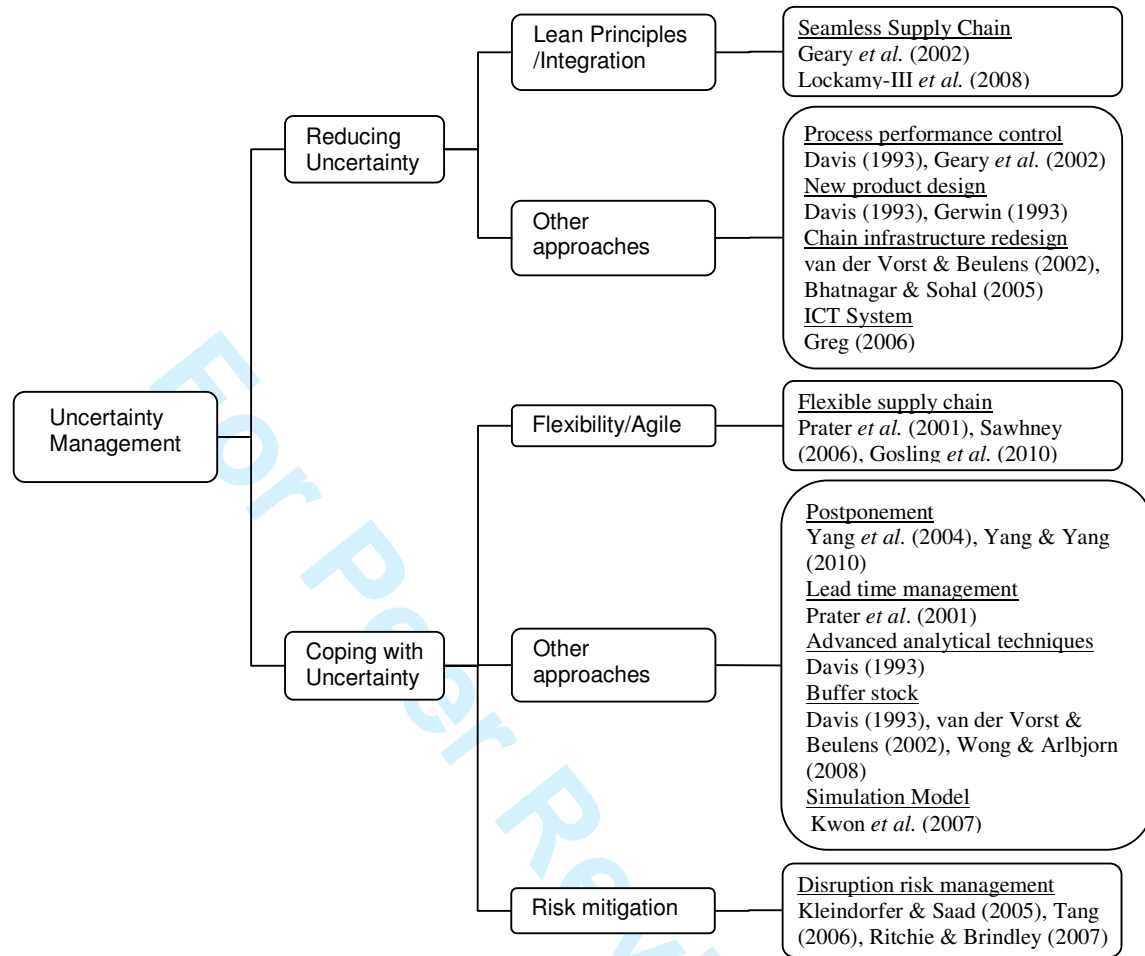 Lean Principles
/Integration
Seamless Supply Chain
Geary et al. (2002)
Lockamy-III et al. (2008)
Reducing
Uncertainty
Process performance control
Davis (1993), Geary et al. (2002)
New product design
Davis (1993), Gerwin (1993)
Chain infrastructure redesign
van der Vorst & Beulens (2002),
Bhatnagar & Sohal (2005)
ICT System
Greg (2006)
Other
approaches
Uncertainty
Management
Flexibility/Agile
Flexible supply chain
Prater et al. (2001), Sawhney
(2006), Gosling et al. (2010)
Coping with
Uncertainty
Other
approaches
Postponement
Yang et al. (2004), Yang & Yang
(2010)
Lead time management
Prater et al. (2001)
Advanced analytical techniques
Davis (1993)
Buffer stock
Davis (1993), van der Vorst &
Beulens (2002), Wong & Arlbjorn
(2008)
Simulation Model
Kwon et al. (2007)
Risk mitigation
Disruption risk management
Kleindorfer & Saad (2005), Tang
(2006), Ritchie & Brindley (2007)
For Peer